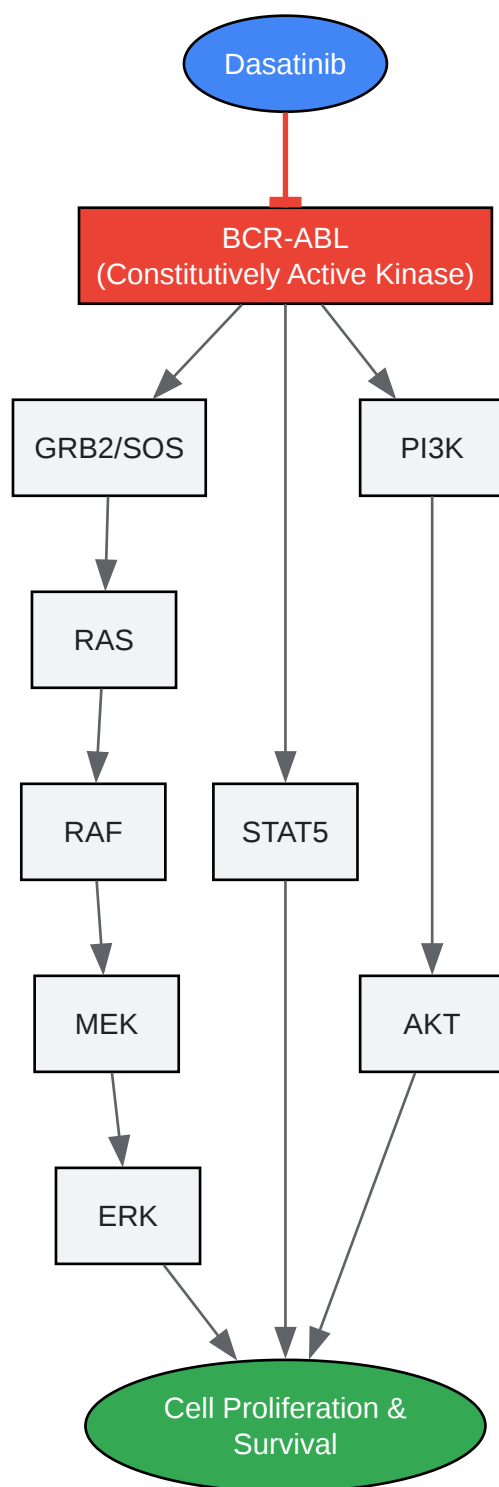 Dasatinib
BCR-ABL
(Constitutively Active Kinase)
GRB2/SOS
PI3K
RAS
RAF
STAT5
MEK
AKT
ERK
Cell Proliferation &
Survival